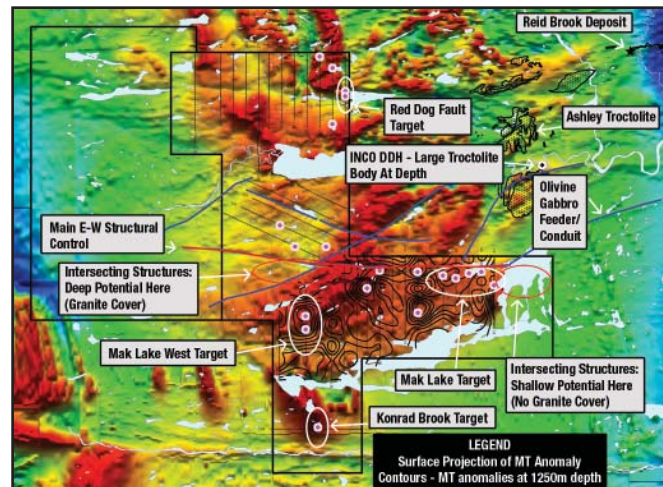 Reid Brook Deposit
Red Dog Fault
Target
Ashley Troctolite
INCO DDH - Large Troctolite
Body At Depth
Olivine
Gabbro
Feeder/
Conduit
Main E-W Structural
Control
Intersecting Structures:
Deep Potential Here
(Granite Cover)
Mak Lake West Target
Mak Lake Target
Intersecting Structures:
Shallow Potential Here
(No Granite Cover)
Konrad Brook Target
LEGEND
Surface Projection of MT Anomaly
Contours - MT anomalies at 1250m depth